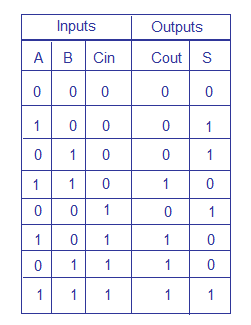 Inputs Outputs
A B Cin Cout S
0 0 0 0 0
1 0 0 0 1
0 1 0 0 1
1 1 0 1 0
0 0 1 0 1
1 0 1 1 0
0 1 1 1 0
1 1 1 1 1